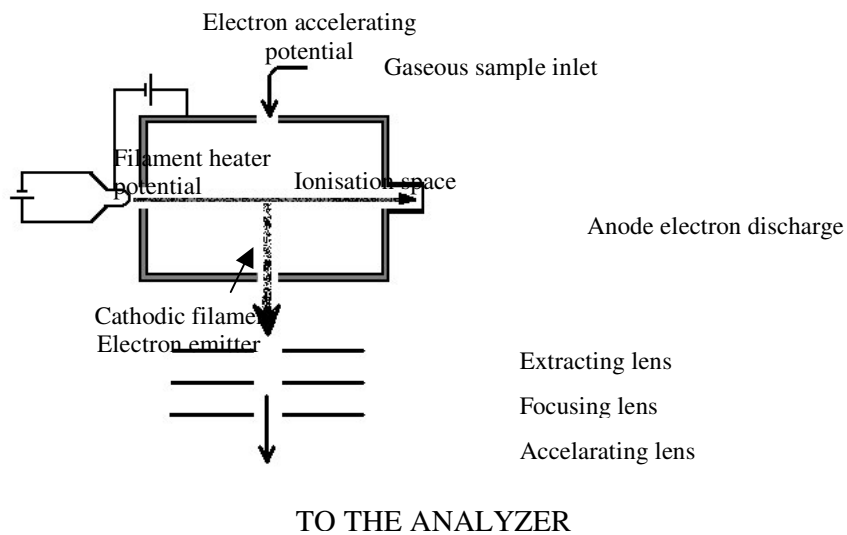 Electron accelerating
potential
Gaseous sample inlet
Filament heater
potential
Ionisation space
Anode electron discharge
Cathodic filamen
Electron emitter
Extracting lens
Focusing lens
Accelarating lens
TO THE ANALYZER